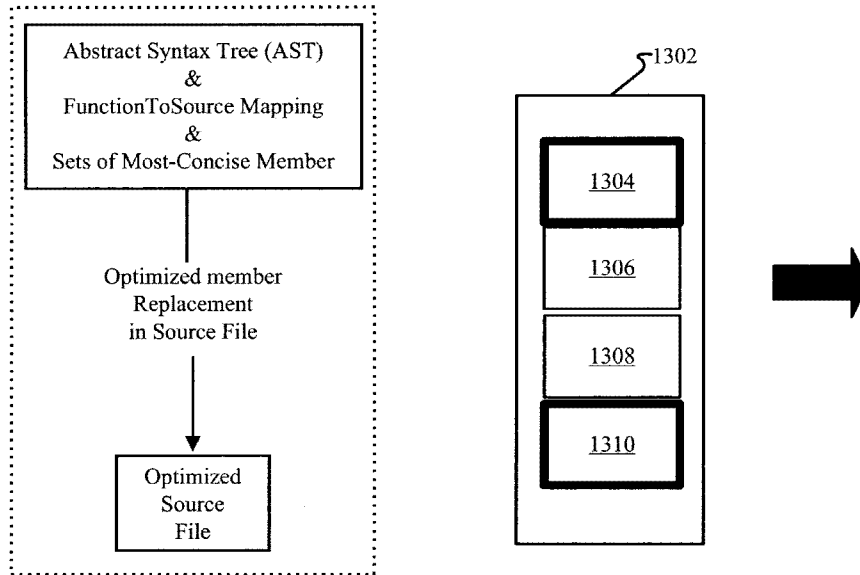 Abstract Syntax Tree (AST)
&
FunctionToSource Mapping
&
Sets of Most-Concise Member
Optimized member
Replacement
in Source File
Optimized
Source
File
1302
1304
1306
1308
1310